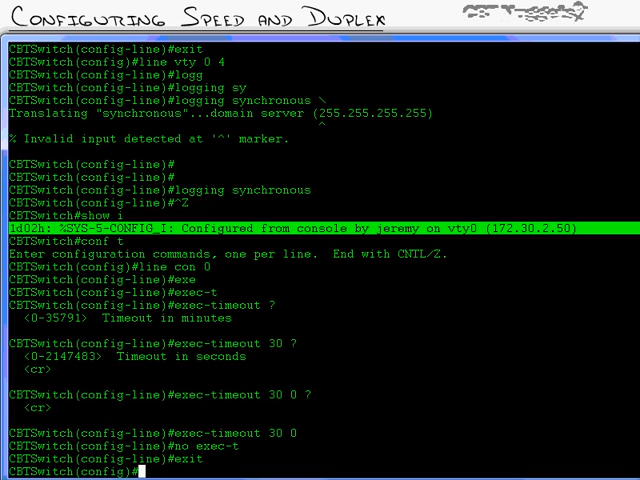 Configuring Speed and Duplex
CBTSwitch(config-line)#exit
CBTSwitch(config)#line vty 0 4
CBTSwitch(config-line)#logg
CBTSwitch(config-line)#logging sy
CBTSwitch(config-line)#logging synchronous \
Translating "synchronous"...domain server (255.255.255.255)
^
% Invalid input detected at '^' marker.
CBTSwitch(config-line)#
CBTSwitch(config-line)#
CBTSwitch(config-line)#logging synchronous
CBTSwitch(config-line)#^Z
CBTSwitch#show i
1d02h: %SYS-5-CONFIG_I: Configured from console by jeremy on vty0 (172.30.2.50)
CBTSwitch#conf t
Enter configuration commands, one per line.  End with CNTL/Z.
CBTSwitch(config)#line con 0
CBTSwitch(config-line)#exe
CBTSwitch(config-line)#exec-t
CBTSwitch(config-line)#exec-timeout ?
<0-35791>  Timeout in minutes
CBTSwitch(config-line)#exec-timeout 30 ?
<0-2147483>  Timeout in seconds
<cr>
CBTSwitch(config-line)#exec-timeout 30 0 ?
<cr>
CBTSwitch(config-line)#exec-timeout 30 0
CBTSwitch(config-line)#no exec-t
CBTSwitch(config-line)#exit
CBTSwitch(config)#